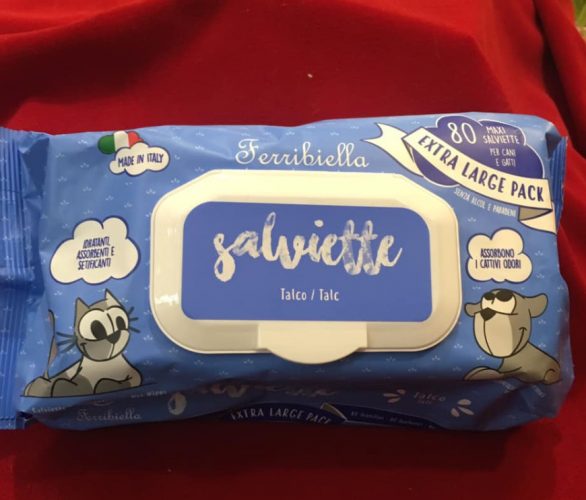 MADE IN ITALY
Ferribiella
80
MAXI
SALVIETTE
PER CANI
E GATTI
EXTRA LARGE PACK
SENZA ALCOL E PARABENI
IDRATANTI,
ASSORBENTI E
SETIFICANTI
salviette
Talco / Talc
ASSORBONO
I CATTIVI ODORI
Ferribiella
EXTRA LARGE PACK
Talco